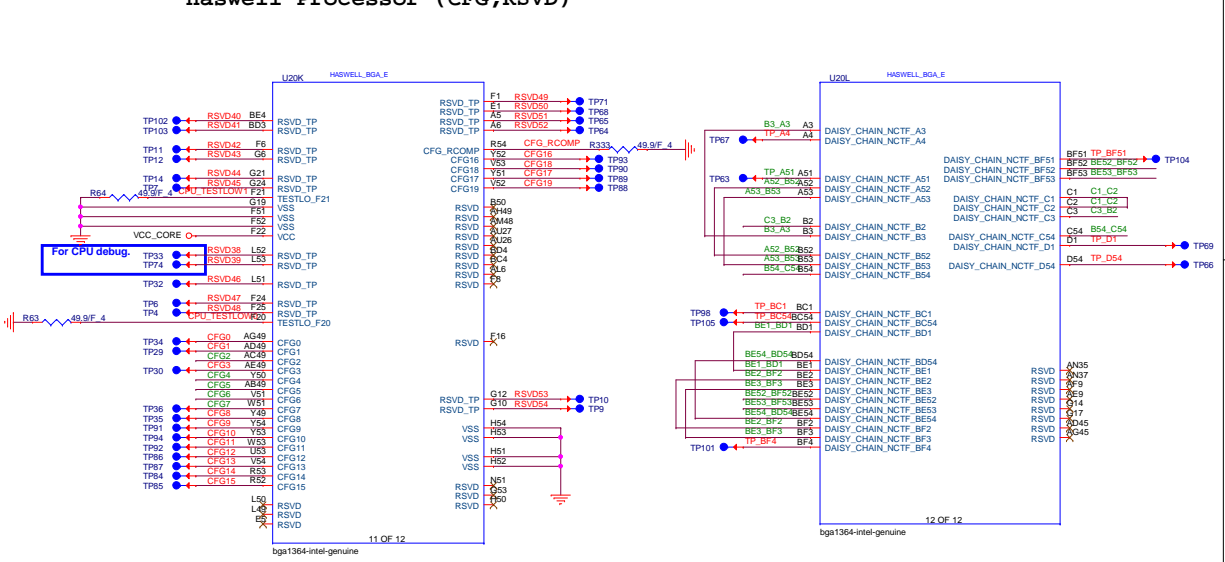 Haswell Processor (CFG,RSVD)
U20K HASWELL_BGA_E
TP102 RSVD40 BE4 RSVD_TP
TP103 RSVD41 BD3 RSVD_TP
TP11 RSVD42 F6 RSVD_TP
TP12 RSVD43 G6 RSVD_TP
TP14 RSVD44 G21 RSVD_TP
TP7 RSVD45 G24 RSVD_TP
R64 49.9/F_4 CPU_TESTLOW1 F21 TESTLO_F21
G19 VSS
F51 VSS
F52 VSS
VCC_CORE F22 VCC
For CPU debug.
TP33 RSVD38 L52 RSVD_TP
TP74 RSVD39 L53 RSVD_TP
TP32 RSVD46 L51 RSVD_TP
TP6 RSVD47 F24 RSVD_TP
TP4 RSVD48 F25 RSVD_TP
R63 49.9/F_4 F20 TESTLO_F20
TP34 CFG0 AG49 CFG0
TP29 CFG1 AD49 CFG1
CFG2 AC49 CFG2
TP30 CFG3 AE49 CFG3
CFG4 Y50 CFG4
CFG5 AB49 CFG5
CFG6 V51 CFG6
TP36 CFG7 W51 CFG7
TP35 CFG8 Y49 CFG8
TP91 CFG9 Y54 CFG9
TP94 CFG10 Y53 CFG10
TP92 CFG11 W53 CFG11
TP86 CFG12 U53 CFG12
TP87 CFG13 V54 CFG13
TP84 CFG14 R53 CFG14
TP85 CFG15 R52 CFG15
L50 RSVD
L49 RSVD
E5 RSVD
RSVD_TP F1 RSVD49 TP71
RSVD_TP E1 RSVD50 TP68
RSVD_TP A5 RSVD51 TP65
RSVD_TP A6 RSVD52 TP64
CFG_RCOMP R54 CFG_RCOMP R333 49.9/F_4
CFG16 Y52 CFG16 TP93
CFG18 V53 CFG18 TP90
CFG17 Y51 CFG17 TP89
CFG19 V52 CFG19 TP88
RSVD B50
RSVD AH49
RSVD AM48
RSVD AU27
RSVD AU26
RSVD BD4
RSVD BC4
RSVD AL6
RSVD F8
RSVD F16
RSVD_TP G12 RSVD53 TP10
RSVD_TP G10 RSVD54 TP9
VSS H54
VSS H53
VSS H51
VSS H52
RSVD N51
RSVD G53
RSVD H50
11 OF 12
bga1364-intel-genuine
U20L HASWELL_BGA_E
B3_A3 A3 DAISY_CHAIN_NCTF_A3
TP67 TP_A4 A4 DAISY_CHAIN_NCTF_A4
TP63 TP_A51 A51 DAISY_CHAIN_NCTF_A51
A52_B52 A52 DAISY_CHAIN_NCTF_A52
A53_B53 A53 DAISY_CHAIN_NCTF_A53
C3_B2 B2 DAISY_CHAIN_NCTF_B2
B3_A3 B3 DAISY_CHAIN_NCTF_B3
A52_B52 B52 DAISY_CHAIN_NCTF_B52
A53_B53 B53 DAISY_CHAIN_NCTF_B53
B54_C54 B54 DAISY_CHAIN_NCTF_B54
TP98 TP_BC1 BC1 DAISY_CHAIN_NCTF_BC1
TP105 TP_BC54 BC54 DAISY_CHAIN_NCTF_BC54
BE1_BD1 BD1 DAISY_CHAIN_NCTF_BD1
BE54_BD54 BD54 DAISY_CHAIN_NCTF_BD54
BE1_BD1 BE1 DAISY_CHAIN_NCTF_BE1
BE2_BF2 BE2 DAISY_CHAIN_NCTF_BE2
BE3_BF3 BE3 DAISY_CHAIN_NCTF_BE3
BE52_BF52 BE52 DAISY_CHAIN_NCTF_BE52
BE53_BF53 BE53 DAISY_CHAIN_NCTF_BE53
BE54_BD54 BE54 DAISY_CHAIN_NCTF_BE54
BE2_BF2 BF2 DAISY_CHAIN_NCTF_BF2
BE3_BF3 BF3 DAISY_CHAIN_NCTF_BF3
TP101 TP_BF4 BF4 DAISY_CHAIN_NCTF_BF4
DAISY_CHAIN_NCTF_BF51 BF51 TP_BF51 TP104
DAISY_CHAIN_NCTF_BF52 BF52 BE52_BF52
DAISY_CHAIN_NCTF_BF53 BF53 BE53_BF53
DAISY_CHAIN_NCTF_C1 C1 C1_C2
DAISY_CHAIN_NCTF_C2 C2 C1_C2
DAISY_CHAIN_NCTF_C3 C3 C3_B2
DAISY_CHAIN_NCTF_C54 C54 B54_C54
DAISY_CHAIN_NCTF_D1 D1 TP_D1 TP69
DAISY_CHAIN_NCTF_D54 D54 TP_D54 TP66
RSVD AN35
RSVD AN37
RSVD AF9
RSVD AE9
RSVD G14
RSVD G17
RSVD AD45
RSVD AG45
12 OF 12
bga1364-intel-genuine